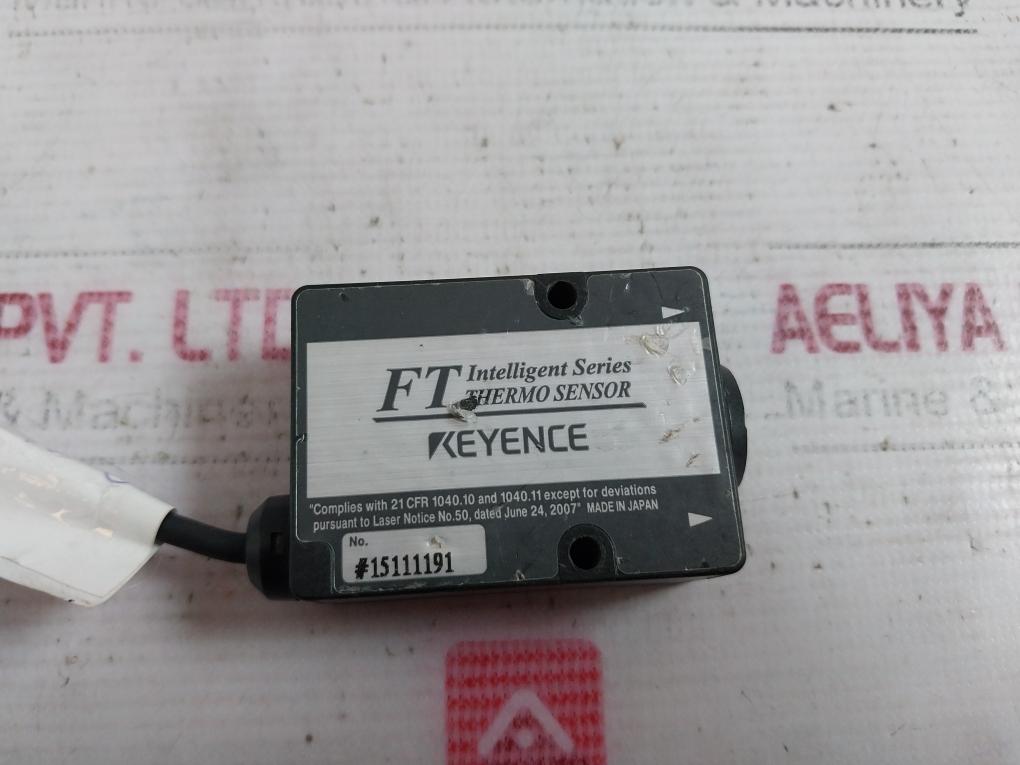 & Machinery
PVT. LTD
AELIYA
& Machin
Marine &
FT Intelligent Series
THERMO SENSOR
KEYENCE
"Complies with 21 CFR 1040.10 and 1040.11 except for deviations
pursuant to Laser Notice No.50, dated June 24, 2007" MADE IN JAPAN
No.
#15111191